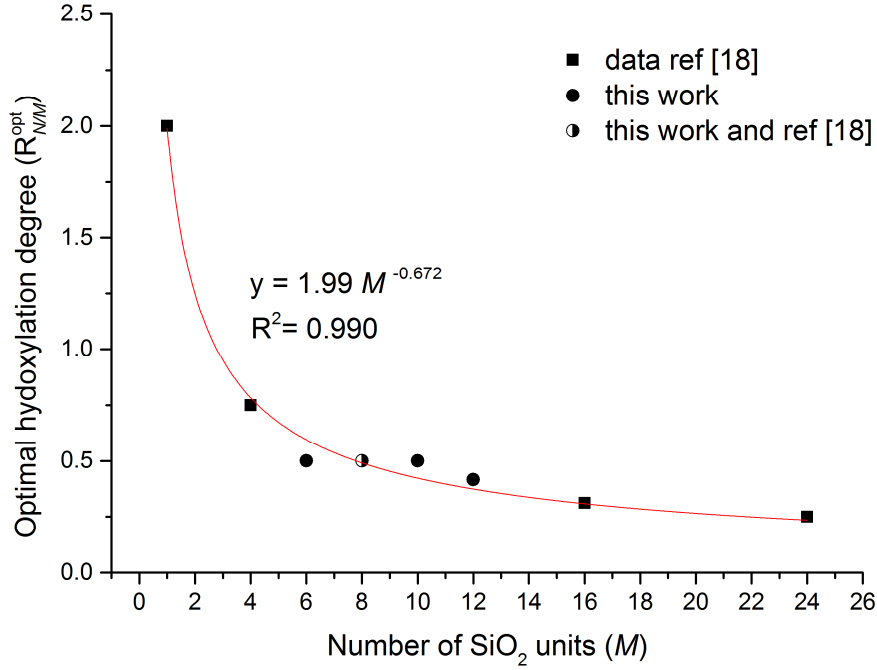 2.5
2.0
1.5
1.0
0.5
0.0
Optimal hydoxylation degree (R^opt_N/M)
data ref [18]
this work
this work and ref [18]
y = 1.99 M^-0.672
R²= 0.990
0 2 4 6 8 10 12 14 16 18 20 22 24 26
Number of SiO₂ units (M)